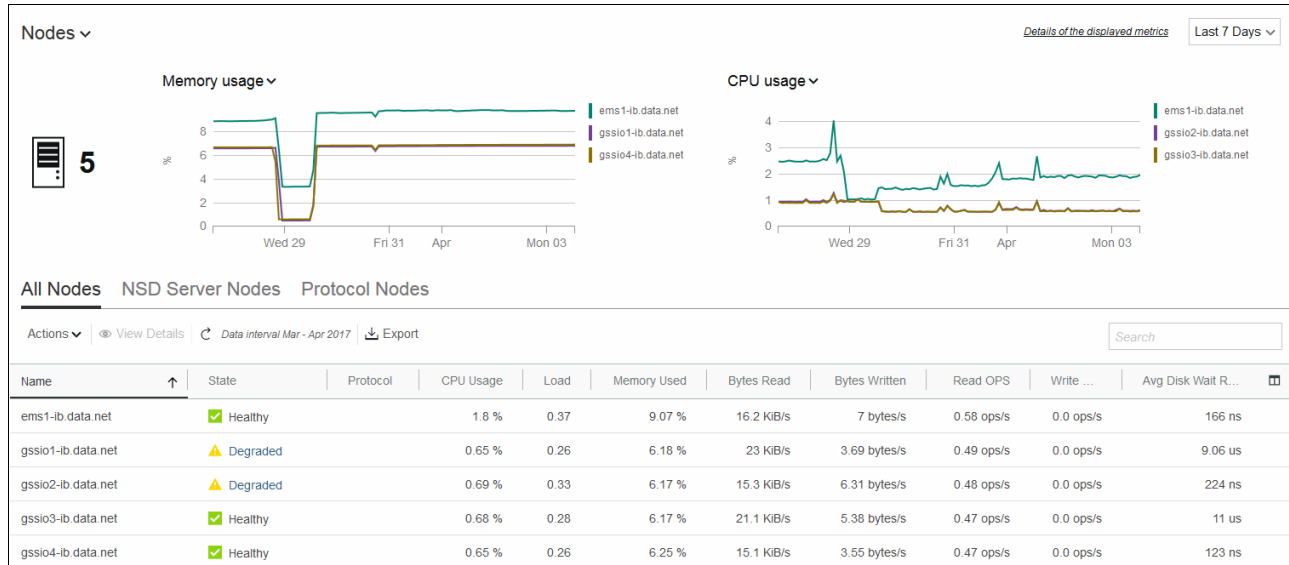 Nodes
Details of the displayed metrics
Last 7 Days
5
Memory usage
8
6
4
2
0
%
Wed 29
Fri 31
Apr
Mon 03
ems1-ib.data.net
gssio1-ib.data.net
gssio4-ib.data.net
CPU usage
4
3
2
1
0
%
Wed 29
Fri 31
Apr
Mon 03
ems1-ib.data.net
gssio2-ib.data.net
gssio3-ib.data.net
All Nodes NSD Server Nodes Protocol Nodes
Actions View Details Data interval Mar - Apr 2017 Export Search
Name State Protocol CPU Usage Load Memory Used Bytes Read Bytes Written Read OPS Write ... Avg Disk Wait R...
ems1-ib.data.net Healthy 1.8 % 0.37 9.07 % 16.2 KiB/s 7 bytes/s 0.58 ops/s 0.0 ops/s 166 ns
gssio1-ib.data.net Degraded 0.65 % 0.26 6.18 % 23 KiB/s 3.69 bytes/s 0.49 ops/s 0.0 ops/s 9.06 us
gssio2-ib.data.net Degraded 0.69 % 0.33 6.17 % 15.3 KiB/s 6.31 bytes/s 0.48 ops/s 0.0 ops/s 224 ns
gssio3-ib.data.net Healthy 0.68 % 0.28 6.17 % 21.1 KiB/s 5.38 bytes/s 0.47 ops/s 0.0 ops/s 11 us
gssio4-ib.data.net Healthy 0.65 % 0.26 6.25 % 15.1 KiB/s 3.55 bytes/s 0.47 ops/s 0.0 ops/s 123 ns